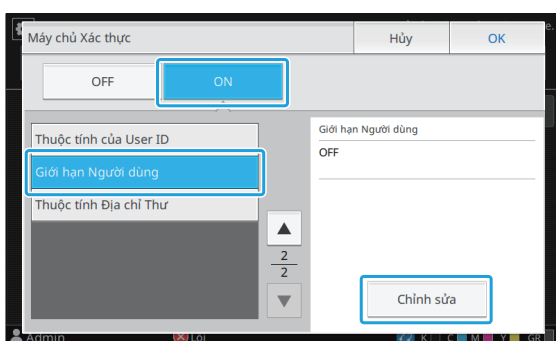 Máy chủ Xác thực
Hủy
OK
OFF
ON
Thuộc tính của User ID
Giới hạn Người dùng
Thuộc tính Địa chỉ Thư
2
2
Giới hạn Người dùng
OFF
Chỉnh sửa
Admin
Lỗi
K C M Y GR